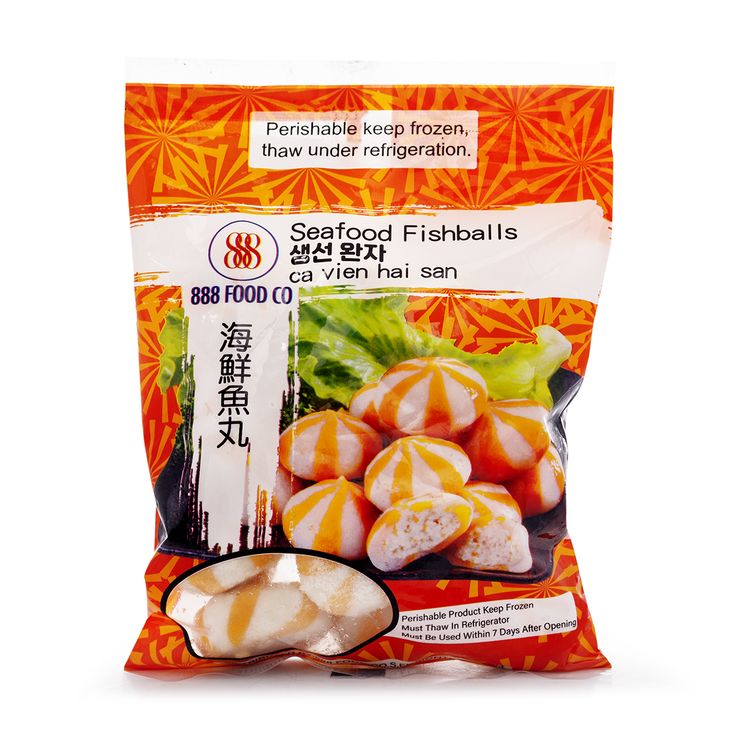 Perishable keep frozen,
thaw under refrigeration.
888
888 FOOD CO
Seafood Fishballs
생선 완자
ca vien hai san
海鮮魚丸
Perishable Product Keep Frozen
Must Thaw In Refrigerator
Must Be Used Within 7 Days After Opening